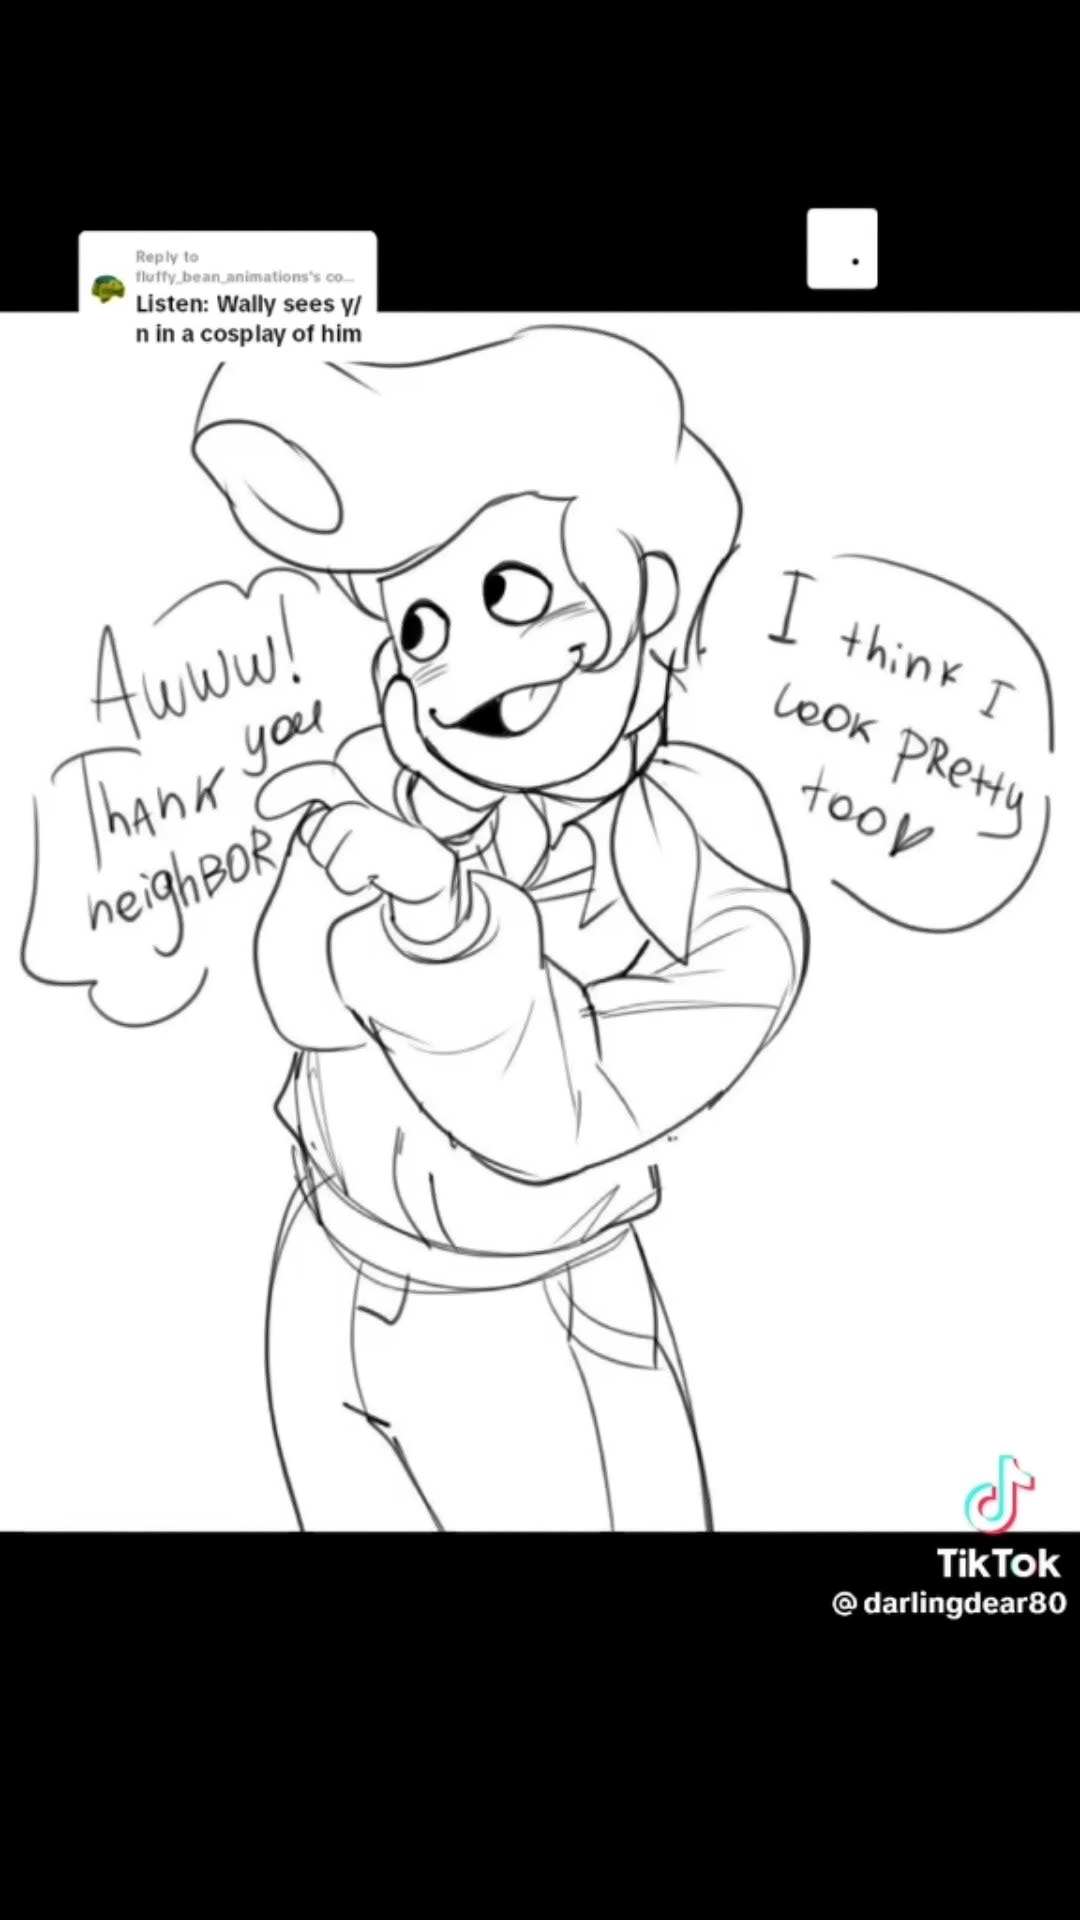 Reply to
fluffy_bean_animations's co...
Listen: Wally sees y/
n in a cosplay of him
.
Awww!
Thank you
neighBOR
I think I
look pretty
too
TikTok
@darlingdear80